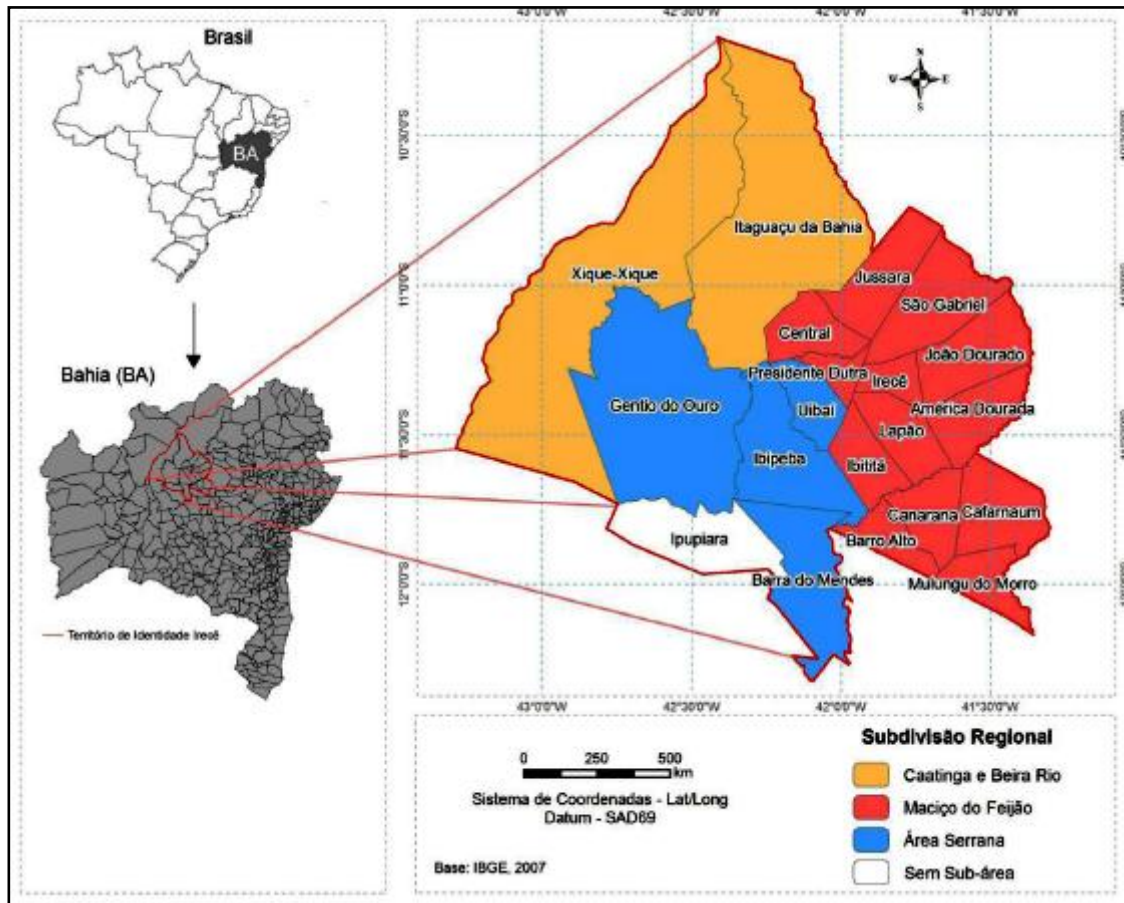 Brasil
BA
Bahia (BA)
Território de Identidade Irecê
43°0'0"W
42°30'0"W
42°0'0"W
41°30'0"W
N
W
E
S
10°30'0"S
11°0'0"S
11°30'0"S
12°0'0"S
Itaguaçu da Bahia
Xique-Xique
Jussara
São Gabriel
Central
João Dourado
Presidente Dutra
Irecê
Gentio do Ouro
Uibaí
América Dourada
Lapão
Ibipeba
Ibititá
Canarana
Cafarnaum
Ipupiara
Barro Alto
Barra do Mendes
Mulungu do Morro
43°0'0"W
42°30'0"W
42°0'0"W
41°30'0"W
0 250 500
km
Sistema de Coordenadas - Lat/Long
Datum - SAD69
Base: IBGE, 2007
Subdivisão Regional
Caatinga e Beira Rio
Maciço do Feijão
Área Serrana
Sem Sub-área